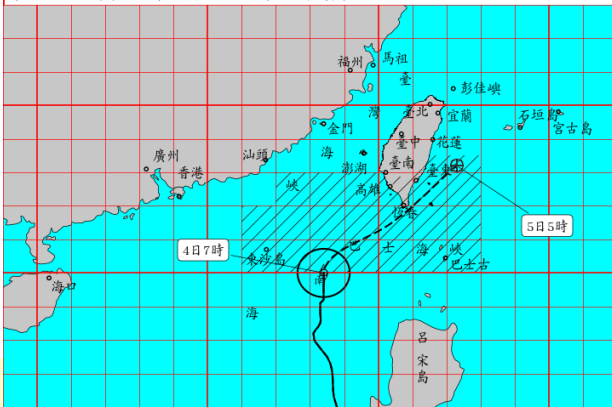 福州
馬祖
臺
彭佳嶼
灣
臺北
宜蘭
石垣島
宮古島
金門
海
臺中
花蓮
廣州
汕頭
澎湖
臺南
臺東
香港
峽
高雄
恆春
5日5時
4日7時
巴
士
海
峽
東沙島
巴士古
海口
南
海
呂
宋
島